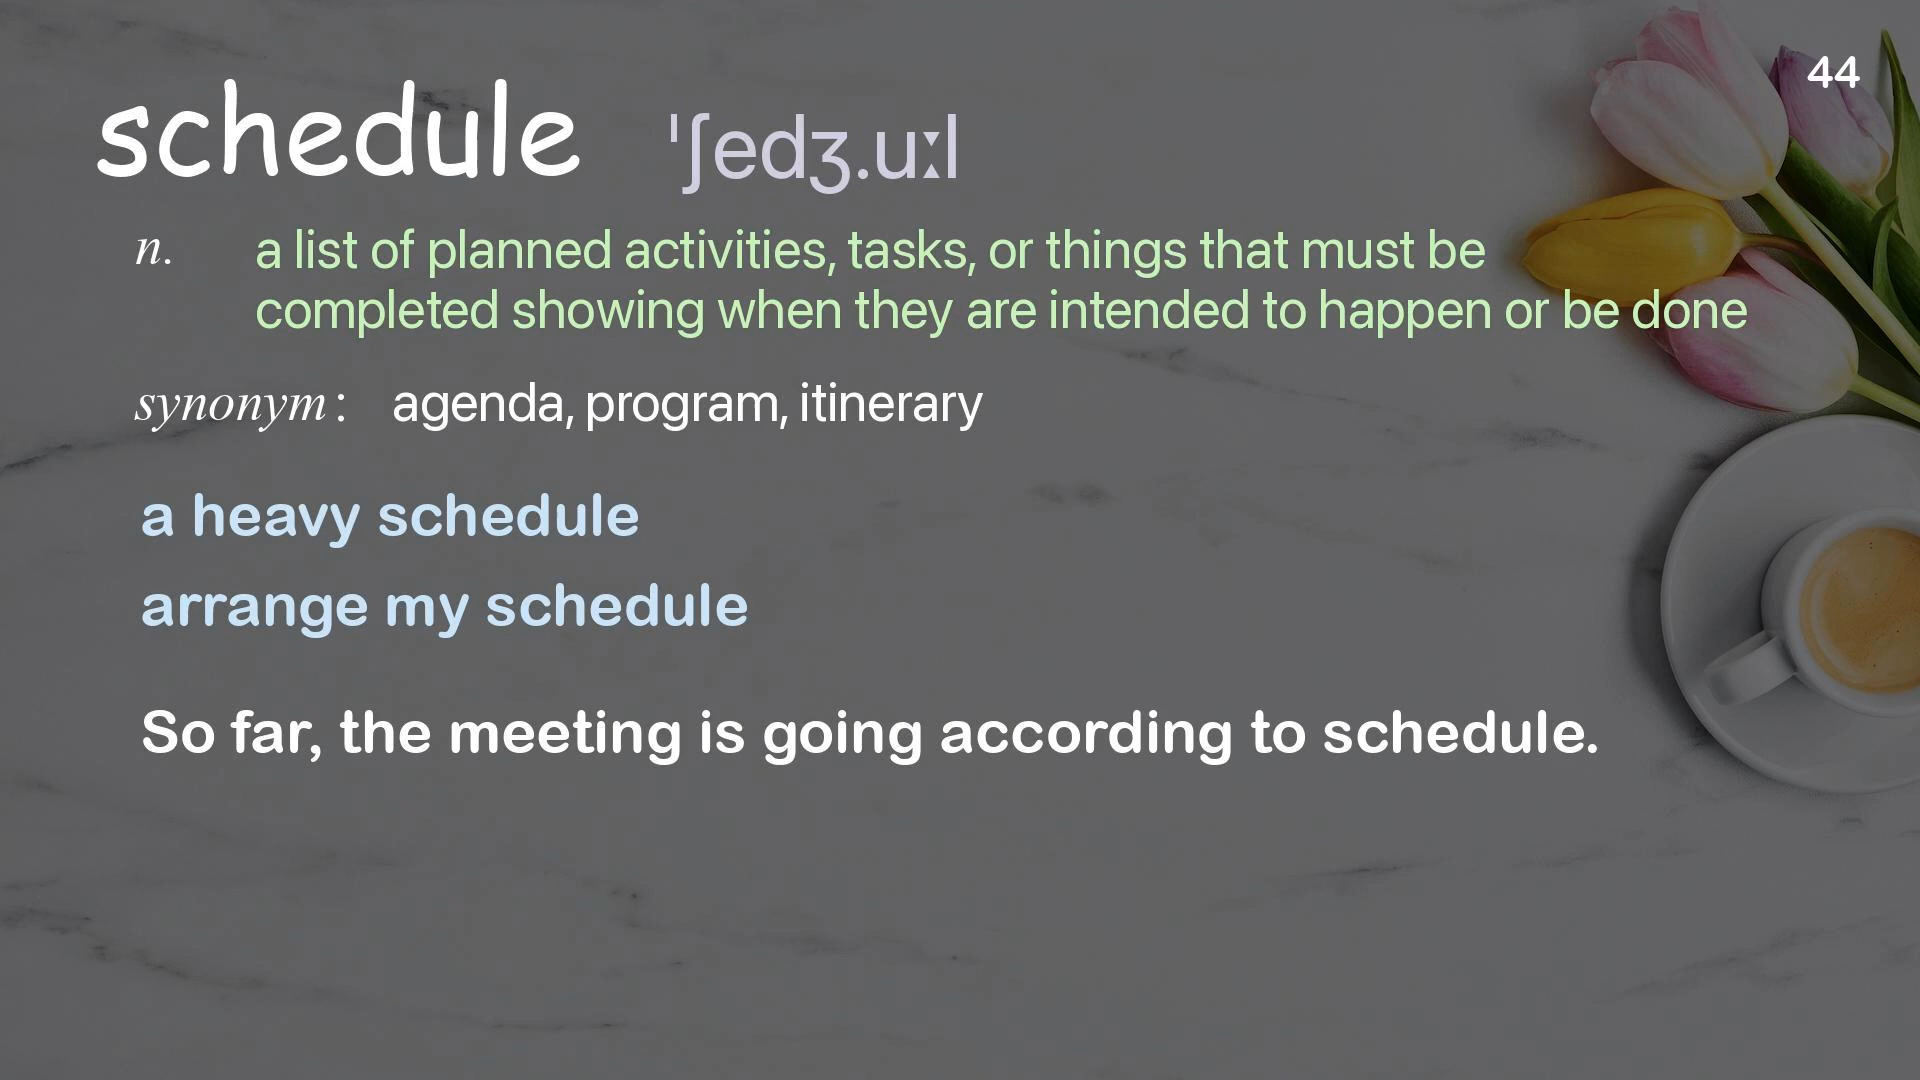 44
schedule ˈʃedʒ.uːl
n. a list of planned activities, tasks, or things that must be
completed showing when they are intended to happen or be done
synonym: agenda, program, itinerary
a heavy schedule
arrange my schedule
So far, the meeting is going according to schedule.